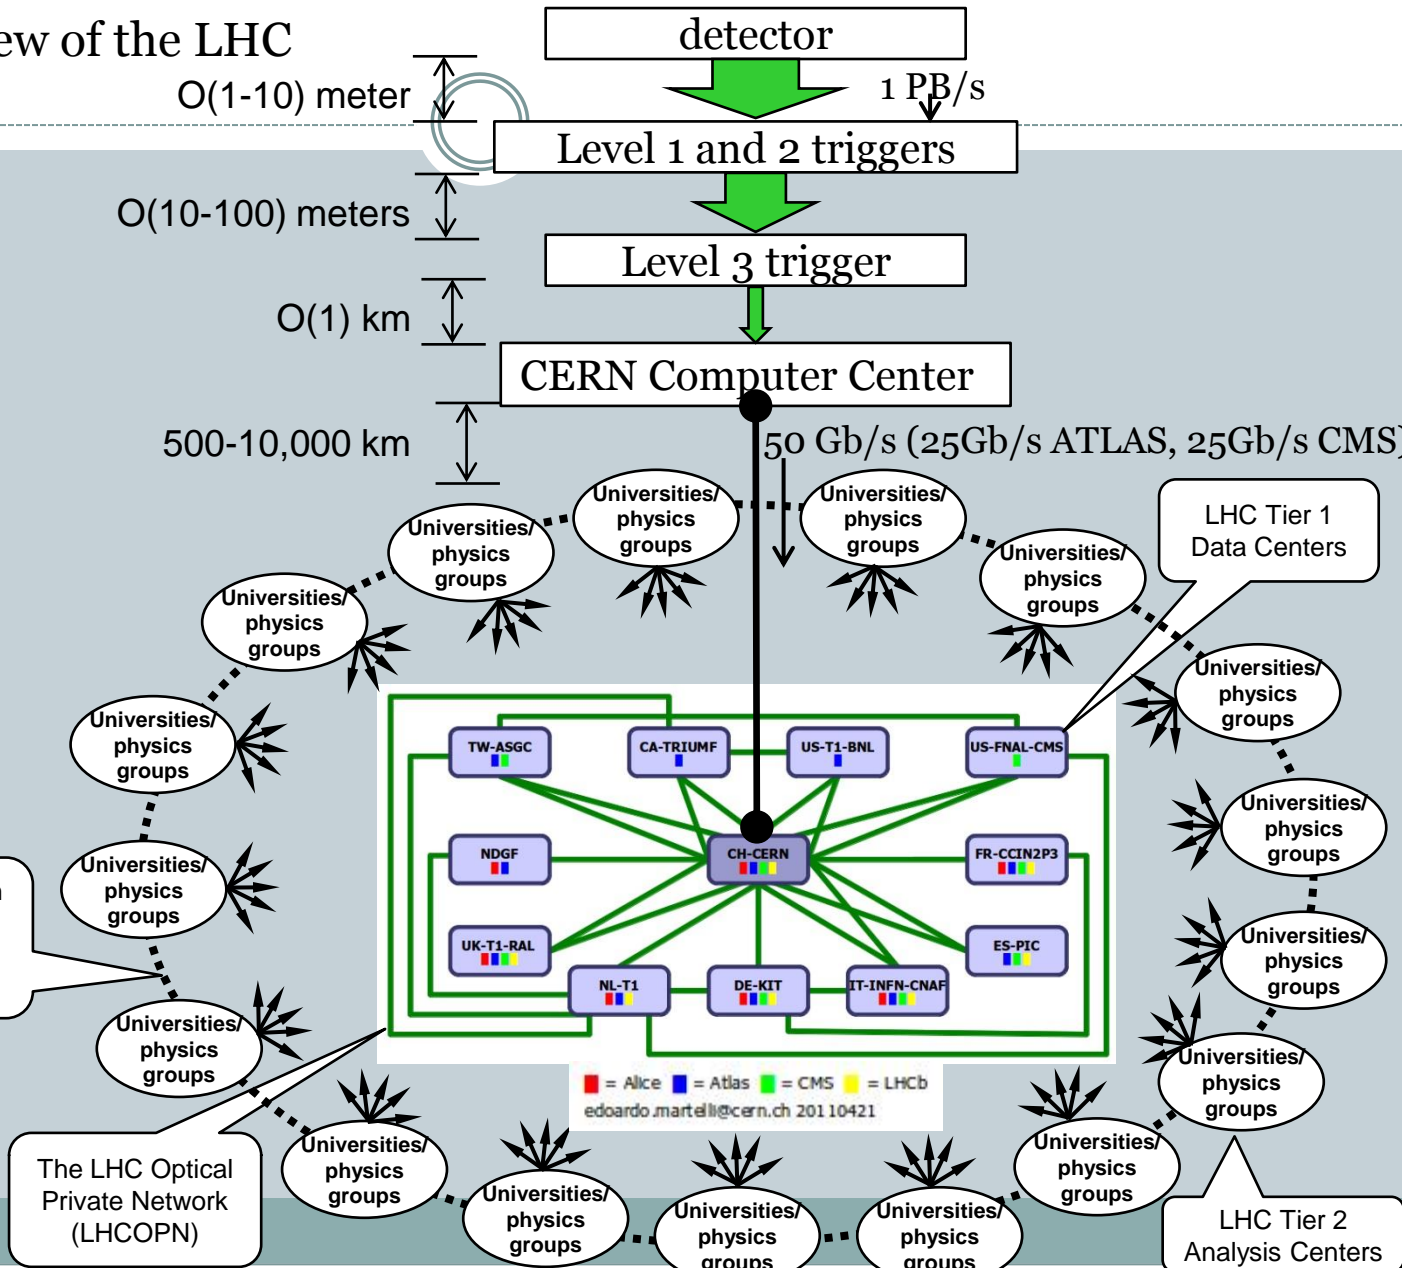 ew of the LHC
detector
O(1-10) meter
1 PB/s
Level 1 and 2 triggers
O(10-100) meters
Level 3 trigger
O(1) km
CERN Computer Center
500-10,000 km
50 Gb/s (25Gb/s ATLAS, 25Gb/s CMS)
Universities/
physics
groups
Universities/
physics
groups
Universities/
physics
groups
Universities/
physics
groups
Universities/
physics
groups
Universities/
physics
groups
Universities/
physics
groups
Universities/
physics
groups
Universities/
physics
groups
Universities/
physics
groups
Universities/
physics
groups
Universities/
physics
groups
Universities/
physics
groups
Universities/
physics
groups
Universities/
physics
groups
Universities/
physics
groups
Universities/
physics
groups
LHC Tier 1
Data Centers
TW-ASGC
CA-TRIUMF
US-T1-BNL
US-FNAL-CMS
NDGF
CH-CERN
FR-CCIN2P3
UK-T1-RAL
ES-PIC
NL-T1
DE-KIT
IT-INFN-CNAF
= Alice = Atlas = CMS = LHCb
edoardo.martelli@cern.ch 20110421
The LHC Optical
Private Network
(LHCOPN)
LHC Tier 2
Analysis Centers